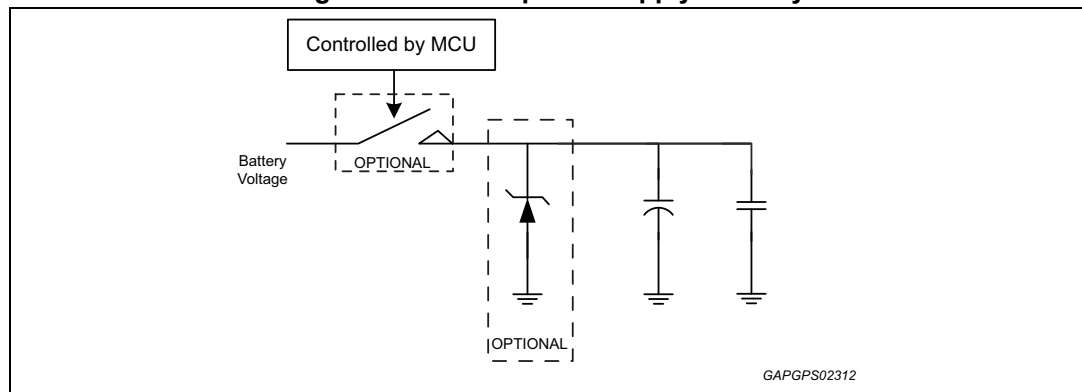 Controlled by MCU
OPTIONAL
Battery
Voltage
OPTIONAL
GAPGPS02312